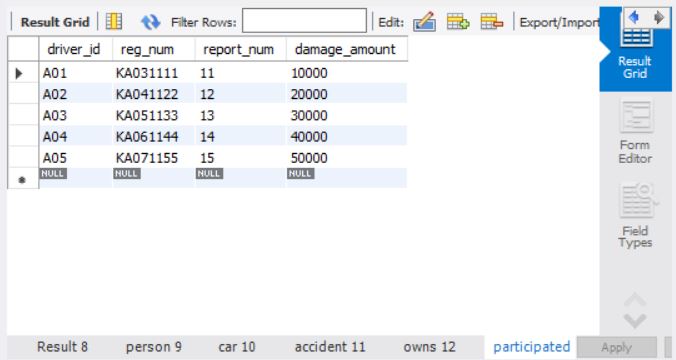 Result Grid Filter Rows: Edit: Export/Import
driver_id reg_num report_num damage_amount
A01 KA031111 11 10000
A02 KA041122 12 20000
A03 KA051133 13 30000
A04 KA061144 14 40000
A05 KA071155 15 50000
NULL NULL NULL NULL
Result
Grid
Form
Editor
Field
Types
Result 8 person 9 car 10 accident 11 owns 12 participated Apply